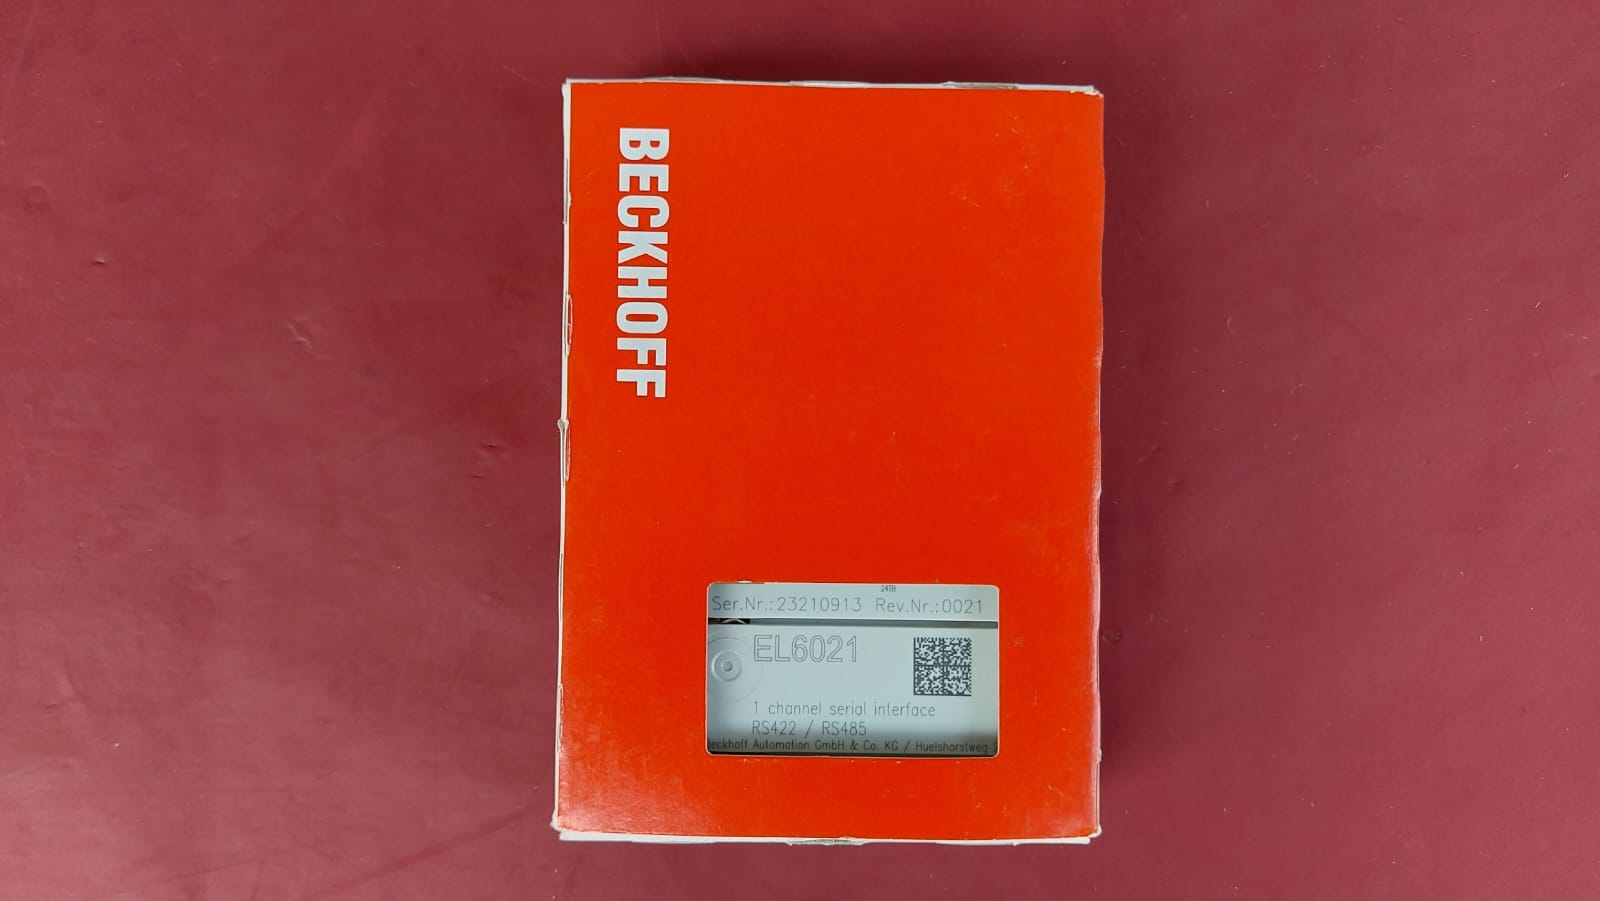 BECKHOFF
24TB
Ser.Nr.:23210913 Rev.Nr.:0021
EL6021
1 channel serial interface
RS422 / RS485
Beckhoff Automation GmbH & Co. KG / Huelshorstweg